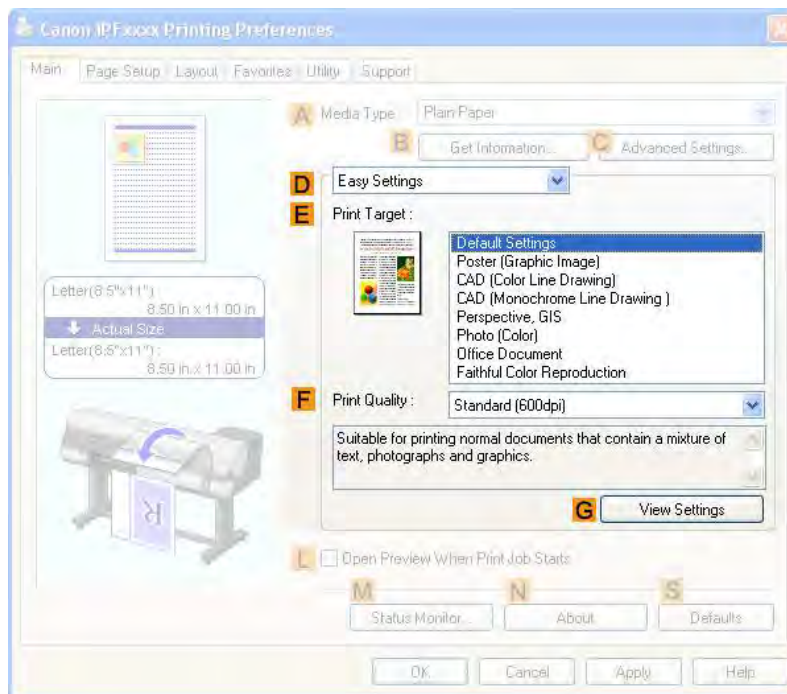 Canon iPFxxxx Printing Preferences
Main Page Setup Layout Favorites Utility Support
A Media Type Plain Paper
B Get Information... C Advanced Settings...
D Easy Settings
E Print Target :
Default Settings
Poster (Graphic Image)
CAD (Color Line Drawing)
CAD (Monochrome Line Drawing )
Perspective, GIS
Photo (Color)
Office Document
Faithful Color Reproduction
Letter(8.5"x11") :
8.50 in x 11.00 in
Actual Size
Letter(8.5"x11") :
8.50 in x 11.00 in
R
F Print Quality : Standard (600dpi)
Suitable for printing normal documents that contain a mixture of
text, photographs and graphics.
G View Settings
L Open Preview When Print Job Starts
M N S
Status Monitor... About Defaults
OK Cancel Apply Help